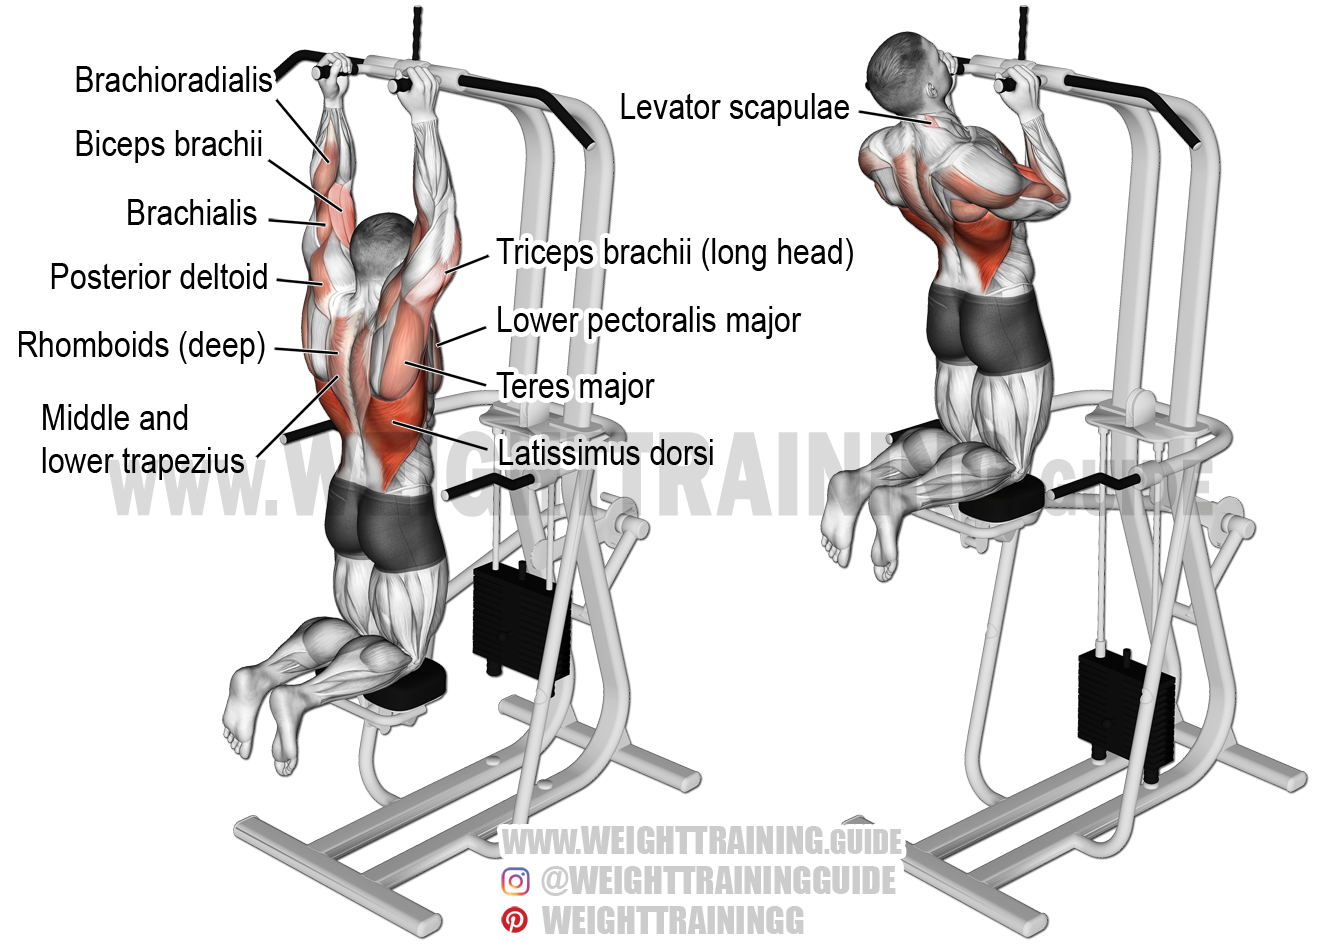 Brachioradialis
Biceps brachii
Brachialis
Posterior deltoid
Rhomboids (deep)
Middle and
lower trapezius
Triceps brachii (long head)
Lower pectoralis major
Teres major
Latissimus dorsi
Levator scapulae
WWW.WEIGHTTRAINING.GUIDE
WWW.WEIGHTTRAINING.GUIDE
@WEIGHTTRAININGGUIDE
WEIGHTTRAININGG